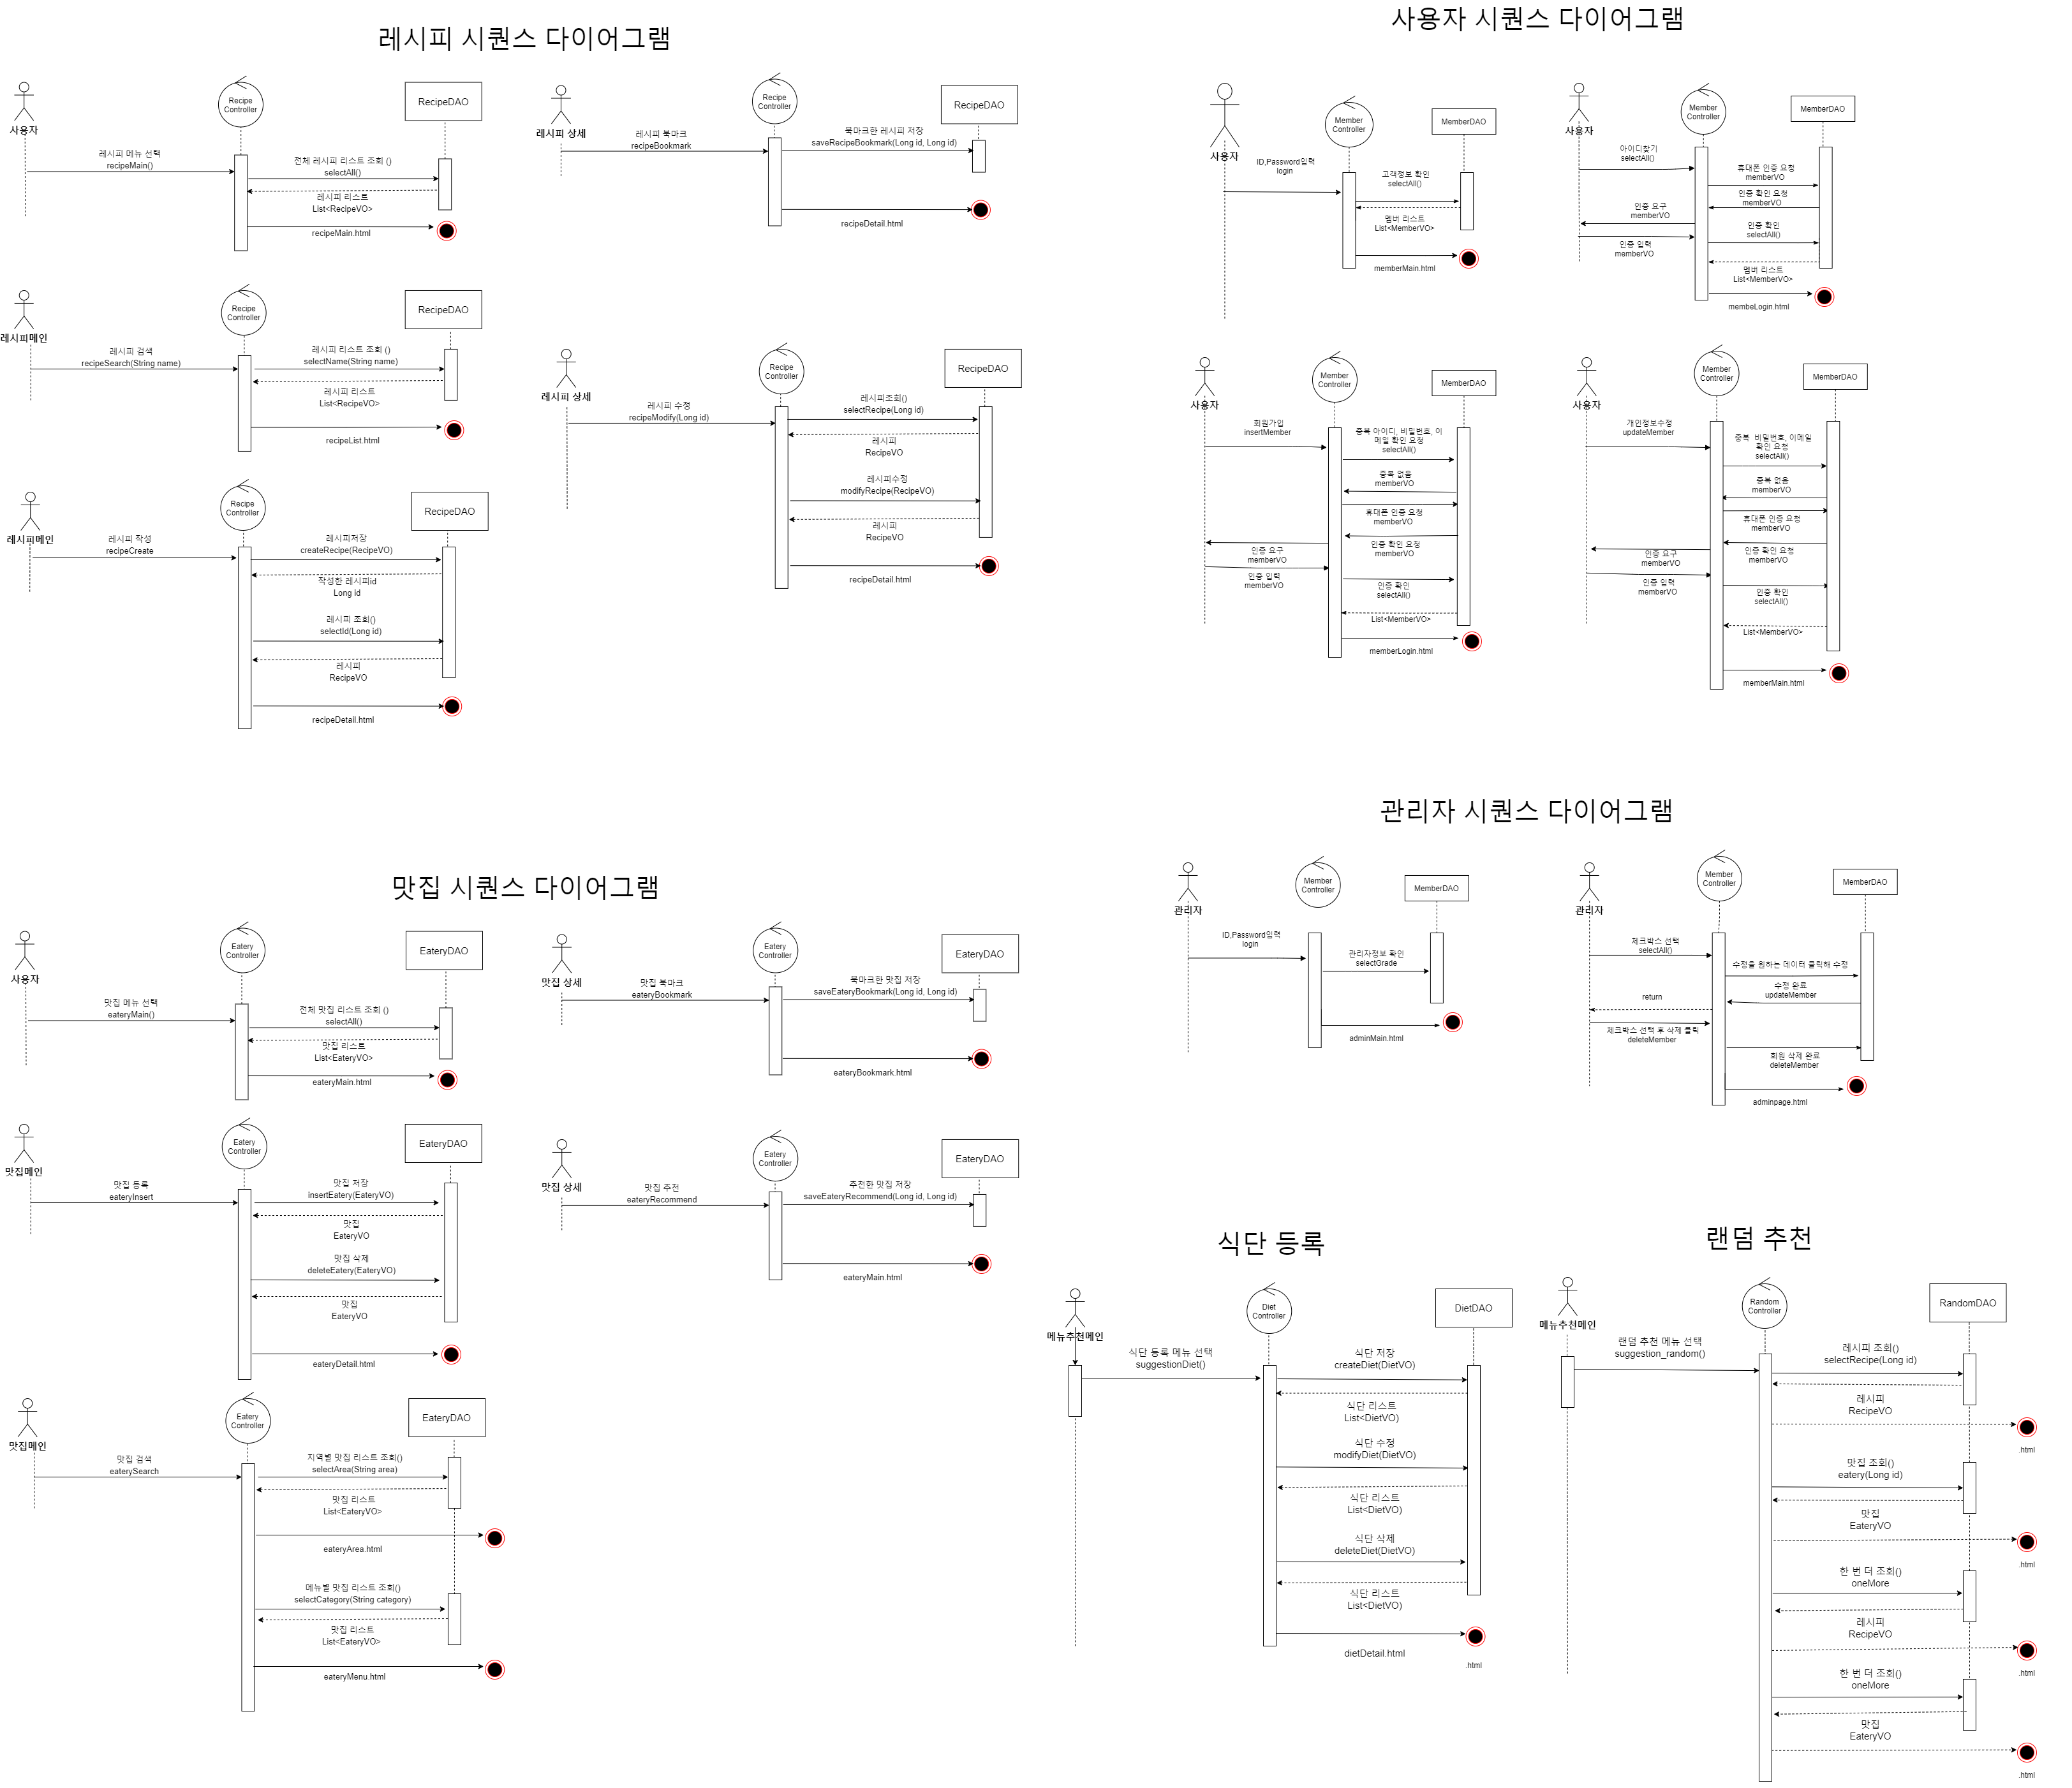 레시피 시퀀스 다이어그램
사용자
Recipe
Controller
RecipeDAO
레시피 메뉴 선택
recipeMain()
전체 레시피 리스트 조회 ()
selectAll()
레시피 리스트
List<RecipeVO>
recipeMain.html
레시피 상세
Recipe
Controller
RecipeDAO
레시피 북마크
recipeBookmark
북마크한 레시피 저장
saveRecipeBookmark(Long id, Long id)
recipeDetail.html
레시피메인
Recipe
Controller
RecipeDAO
레시피 검색
recipeSearch(String name)
레시피 리스트 조회 ()
selectName(String name)
레시피 리스트
List<RecipeVO>
recipeList.html
레시피 상세
Recipe
Controller
RecipeDAO
레시피 수정
recipeModify(Long id)
레시피조회()
selectRecipe(Long id)
레시피
RecipeVO
레시피수정
modifyRecipe(RecipeVO)
레시피
RecipeVO
recipeDetail.html
레시피메인
Recipe
Controller
RecipeDAO
레시피 작성
recipeCreate
레시피저장
createRecipe(RecipeVO)
작성한 레시피id
Long id
레시피 조회()
selectId(Long id)
레시피
RecipeVO
recipeDetail.html
사용자 시퀀스 다이어그램
사용자
Member
Controller
MemberDAO
ID,Password입력
login
고객정보 확인
selectAll()
멤버 리스트
List<MemberVO>
memberMain.html
사용자
Member
Controller
MemberDAO
아이디찾기
selectAll()
휴대폰 인증 요청
memberVO
인증 확인 요청
memberVO
인증 요구
memberVO
인증 확인
selectAll()
인증 입력
memberVO
멤버 리스트
List<MemberVO>
membeLogin.html
사용자
Member
Controller
MemberDAO
회원가입
insertMember
중복 아이디, 비밀번호, 이
메일 확인 요청
selectAll()
중복 없음
memberVO
휴대폰 인증 요청
memberVO
인증 확인 요청
memberVO
인증 요구
memberVO
인증 입력
memberVO
인증 확인
selectAll()
List<MemberVO>
memberLogin.html
사용자
Member
Controller
MemberDAO
개인정보수정
updateMember
중복  비밀번호, 이메일
확인 요청
selectAll()
중복 없음
memberVO
휴대폰 인증 요청
memberVO
인증 확인 요청
memberVO
인증 요구
memberVO
인증 입력
memberVO
인증 확인
selectAll()
List<MemberVO>
memberMain.html
맛집 시퀀스 다이어그램
사용자
Eatery
Controller
EateryDAO
맛집 메뉴 선택
eateryMain()
전체 맛집 리스트 조회 ()
selectAll()
맛집 리스트
List<EateryVO>
eateryMain.html
맛집 상세
Eatery
Controller
EateryDAO
맛집 북마크
eateryBookmark
북마크한 맛집 저장
saveEateryBookmark(Long id, Long id)
eateryBookmark.html
맛집메인
Eatery
Controller
EateryDAO
맛집 등록
eateryInsert
맛집 저장
insertEatery(EateryVO)
맛집
EateryVO
맛집 삭제
deleteEatery(EateryVO)
맛집
EateryVO
eateryDetail.html
맛집 상세
Eatery
Controller
EateryDAO
맛집 추천
eateryRecommend
추천한 맛집 저장
saveEateryRecommend(Long id, Long id)
eateryMain.html
맛집메인
Eatery
Controller
EateryDAO
맛집 검색
eaterySearch
지역별 맛집 리스트 조회()
selectArea(String area)
맛집 리스트
List<EateryVO>
eateryArea.html
메뉴별 맛집 리스트 조회()
selectCategory(String category)
맛집 리스트
List<EateryVO>
eateryMenu.html
관리자 시퀀스 다이어그램
관리자
Member
Controller
MemberDAO
ID,Password입력
login
관리자정보 확인
selectGrade
adminMain.html
관리자
Member
Controller
MemberDAO
체크박스 선택
selectAll()
수정을 원하는 데이터 클릭해 수정
수정 완료
updateMember
return
체크박스 선택 후 삭제 클릭
deleteMember
회원 삭제 완료
deleteMember
adminpage.html
식단 등록
메뉴추천메인
Diet
Controller
DietDAO
식단 등록 메뉴 선택
suggestionDiet()
식단 저장
createDiet(DietVO)
식단 리스트
List<DietVO)
식단 수정
modifyDiet(DietVO)
식단 리스트
List<DietVO)
식단 삭제
deleteDiet(DietVO)
식단 리스트
List<DietVO)
dietDetail.html
.html
랜덤 추천
메뉴추천메인
Random
Controller
RandomDAO
랜덤 추천 메뉴 선택
suggestion_random()
레시피 조회()
selectRecipe(Long id)
레시피
RecipeVO
.html
맛집 조회()
eatery(Long id)
맛집
EateryVO
.html
한 번 더 조회()
oneMore
레시피
RecipeVO
.html
한 번 더 조회()
oneMore
맛집
EateryVO
.html